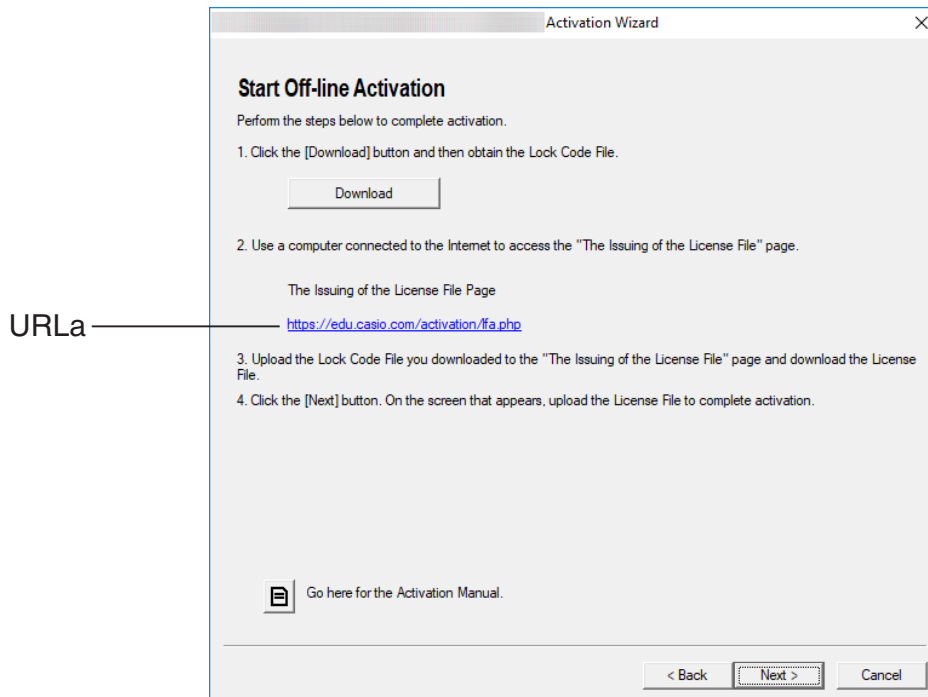 Activation Wizard
Start Off-line Activation
Perform the steps below to complete activation.
1. Click the [Download] button and then obtain the Lock Code File.
Download
2. Use a computer connected to the Internet to access the "The Issuing of the License File" page.
The Issuing of the License File Page
URLa
https://edu.casio.com/activation/lfa.php
3. Upload the Lock Code File you downloaded to the "The Issuing of the License File" page and download the License
File.
4. Click the [Next] button. On the screen that appears, upload the License File to complete activation.
Go here for the Activation Manual.
< Back Next > Cancel